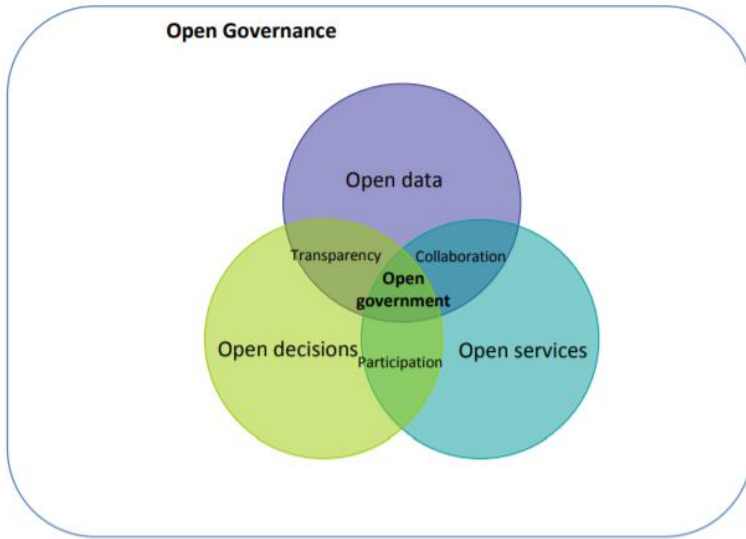 Open Governance
Open data
Transparency
Collaboration
Open
government
Open decisions
Participation
Open services